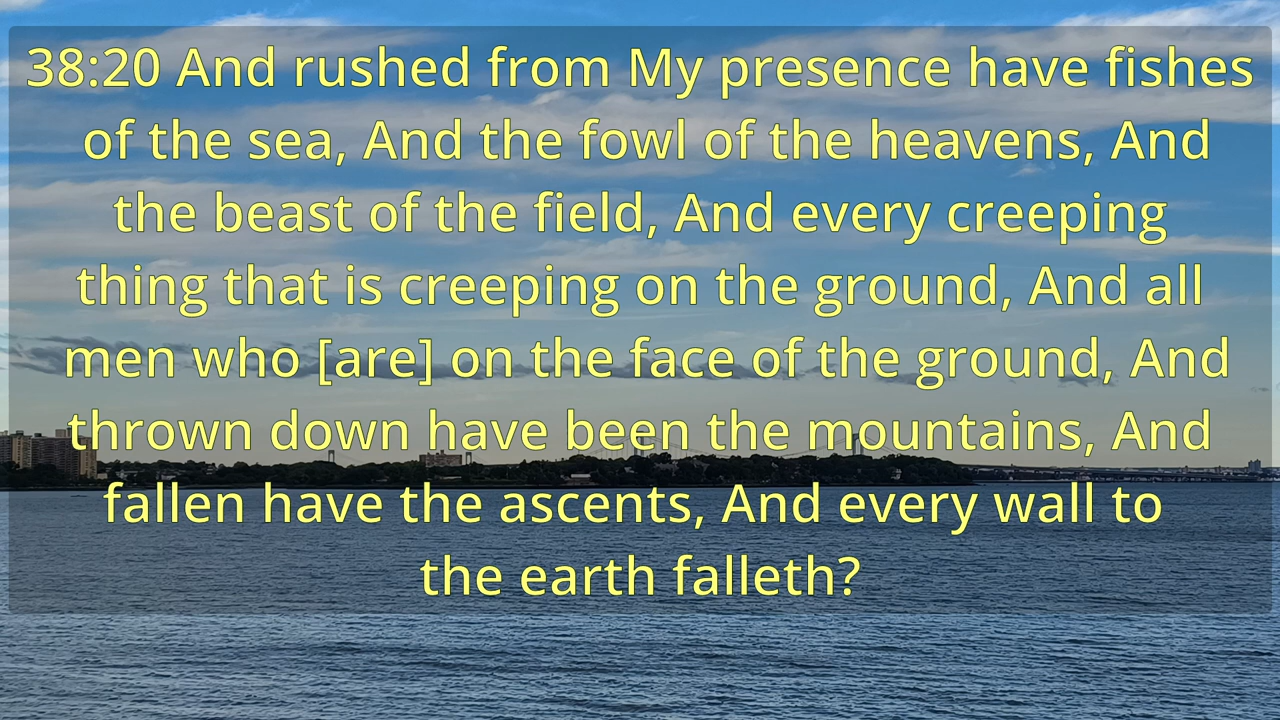 38:20 And rushed from My presence have fishes
of the sea, And the fowl of the heavens, And
the beast of the field, And every creeping
thing that is creeping on the ground, And all
men who [are] on the face of the ground, And
thrown down have been the mountains, And
fallen have the ascents, And every wall to
the earth falleth?